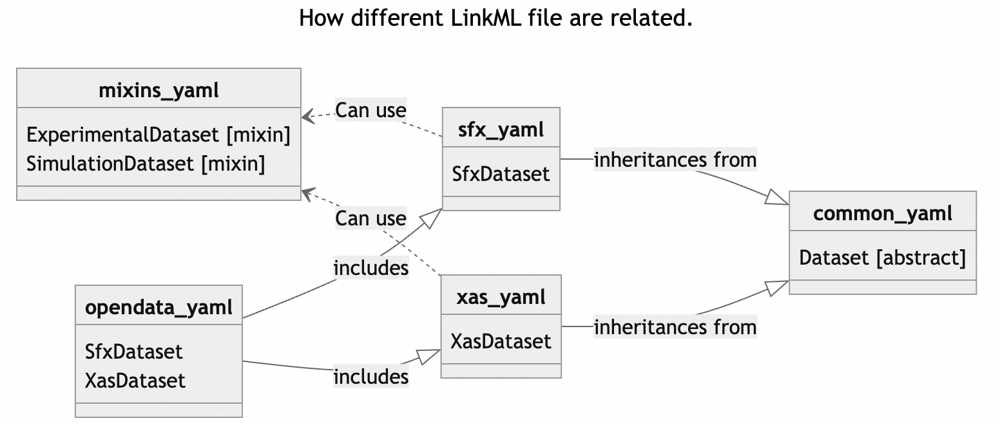 How different LinkML file are related.
mixins_yaml
ExperimentalDataset [mixin]
SimulationDataset [mixin]
Can use
Can use
sfx_yaml
SfxDataset
inheritances from
common_yaml
Dataset [abstract]
includes
opendata_yaml
SfxDataset
XasDataset
includes
xas_yaml
XasDataset
inheritances from